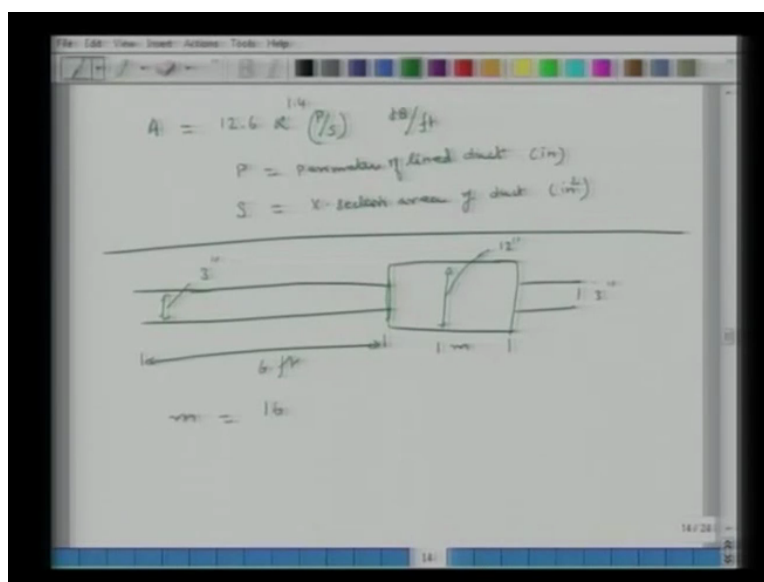 File Edit View Insert Actions Tools Help
A = 12.6 α^1.4 (P/S) dB/ft
P = perimeter of lined duct (in)
S = X-section area of duct (in²)
3" 12" 3"
6 ft 1 m
m = 16
14 / 24
14